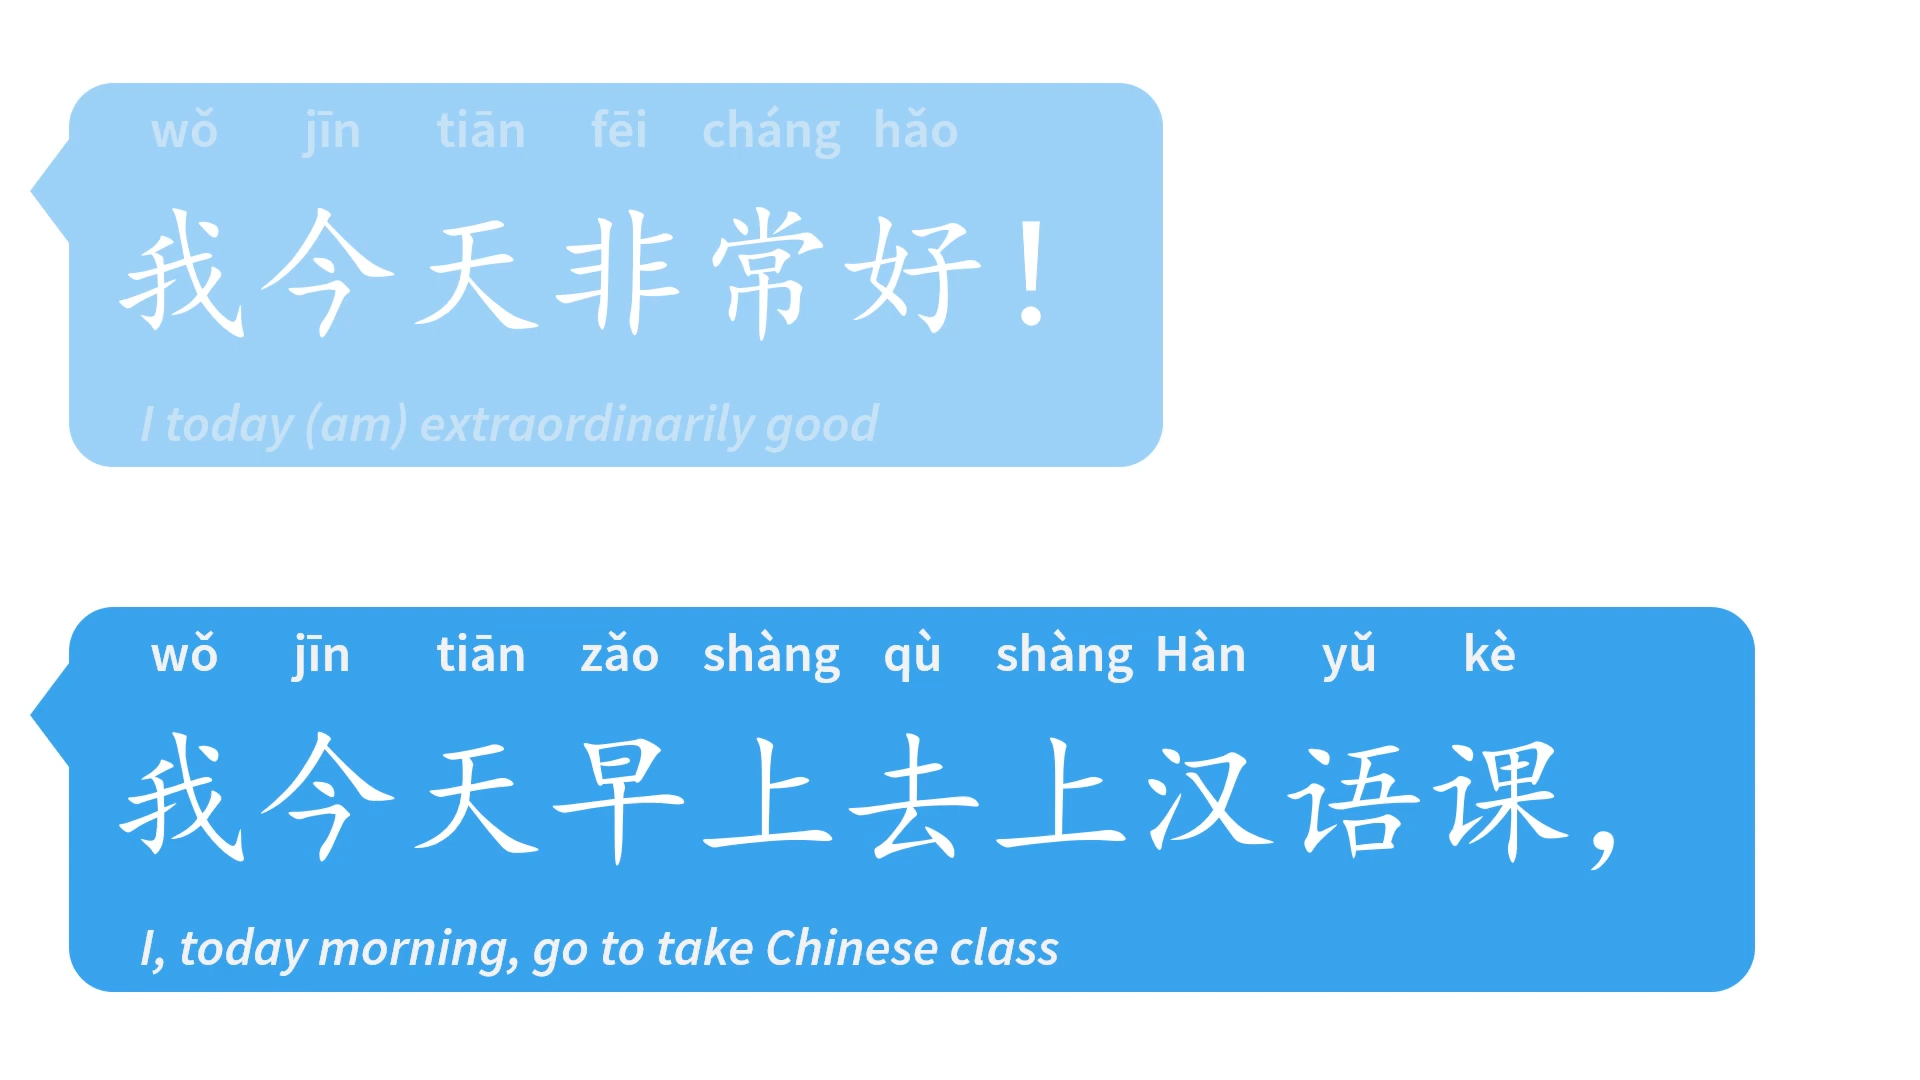 wǒ jīn tiān fēi cháng hǎo
我今天非常好！
I today (am) extraordinarily good
wǒ jīn tiān zǎo shàng qù shàng Hàn yǔ kè
我今天早上去上汉语课，
I, today morning, go to take Chinese class